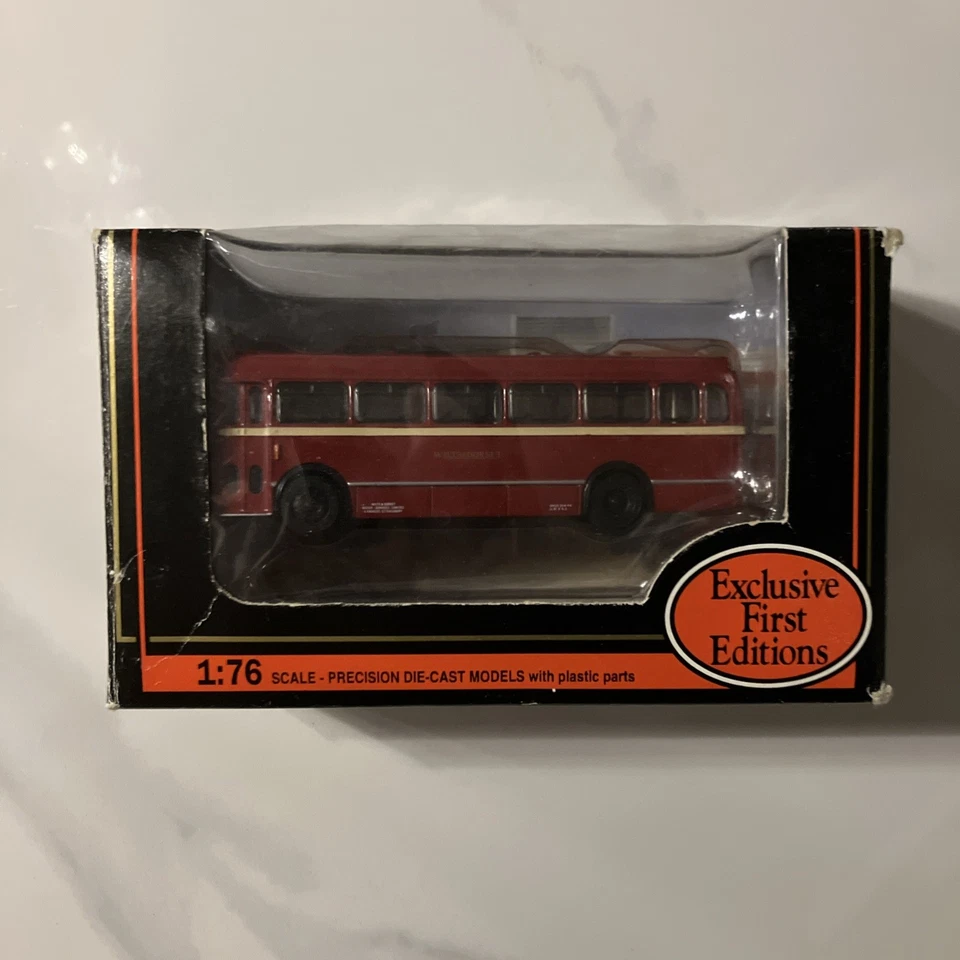 Exclusive
First
Editions
1:76 SCALE - PRECISION DIE-CAST MODELS with plastic parts